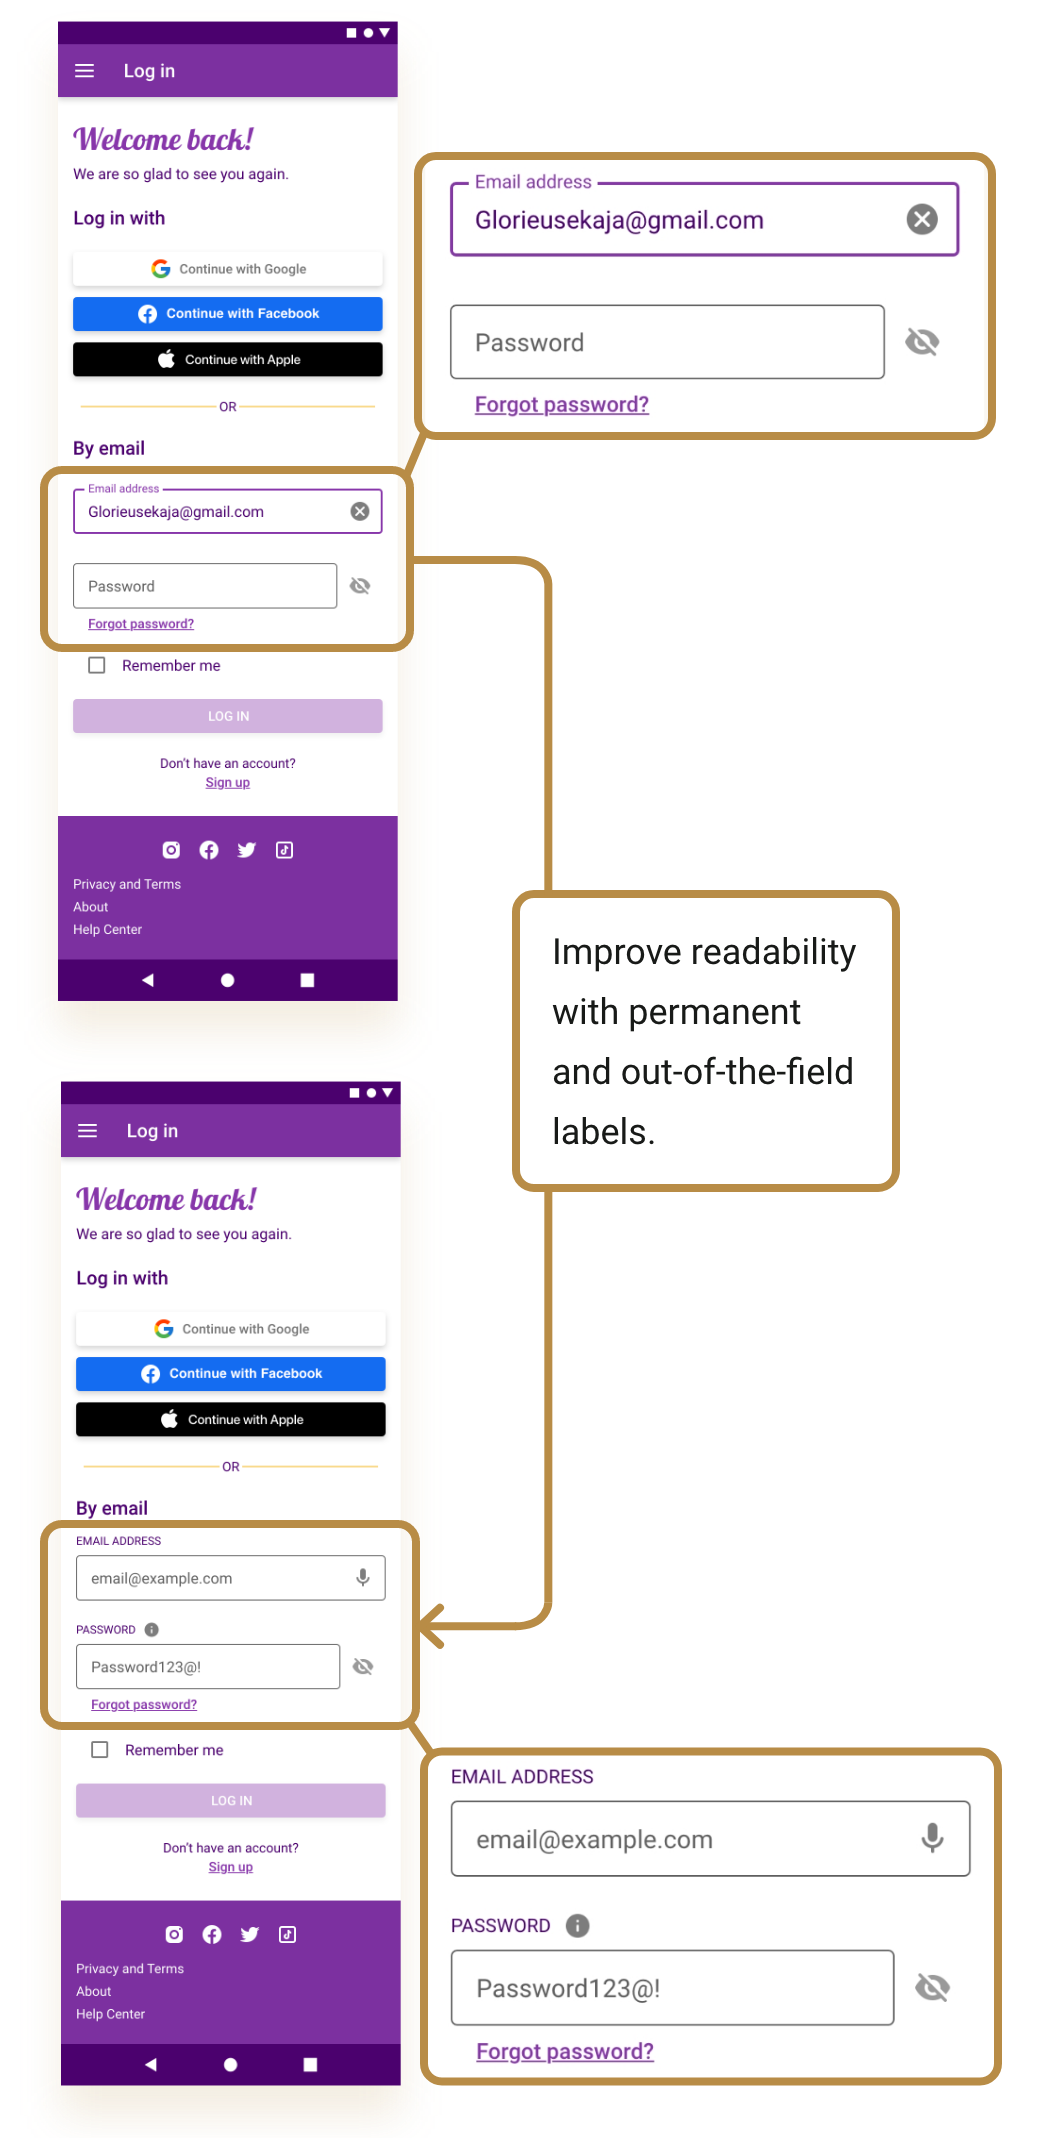 Log in
Welcome back!
We are so glad to see you again.
Log in with
Continue with Google
Continue with Facebook
Continue with Apple
OR
By email
Email address
Glorieusekaja@gmail.com
Password
Forgot password?
Remember me
LOG IN
Don't have an account?
Sign up
Privacy and Terms
About
Help Center
Email address
Glorieusekaja@gmail.com
Password
Forgot password?
Improve readability
with permanent
and out-of-the-field
labels.
Log in
Welcome back!
We are so glad to see you again.
Log in with
Continue with Google
Continue with Facebook
Continue with Apple
OR
By email
EMAIL ADDRESS
email@example.com
PASSWORD
Password123@!
Forgot password?
Remember me
LOG IN
Don't have an account?
Sign up
Privacy and Terms
About
Help Center
EMAIL ADDRESS
email@example.com
PASSWORD
Password123@!
Forgot password?